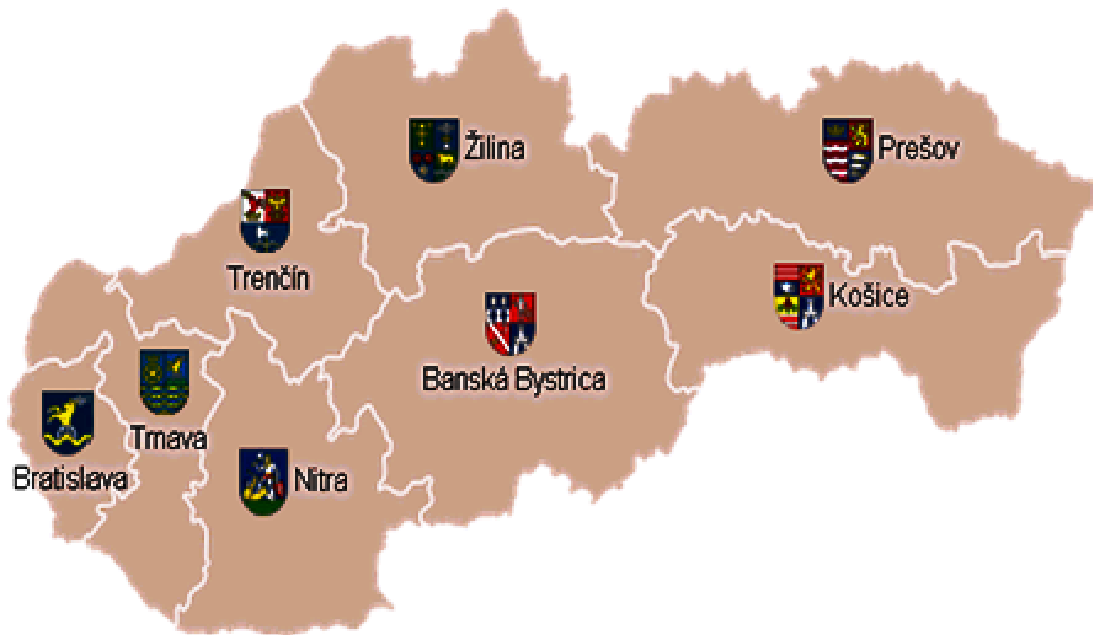 Žilina
Prešov
Trenčín
Košice
Banská Bystrica
Trnava
Bratislava
Nitra